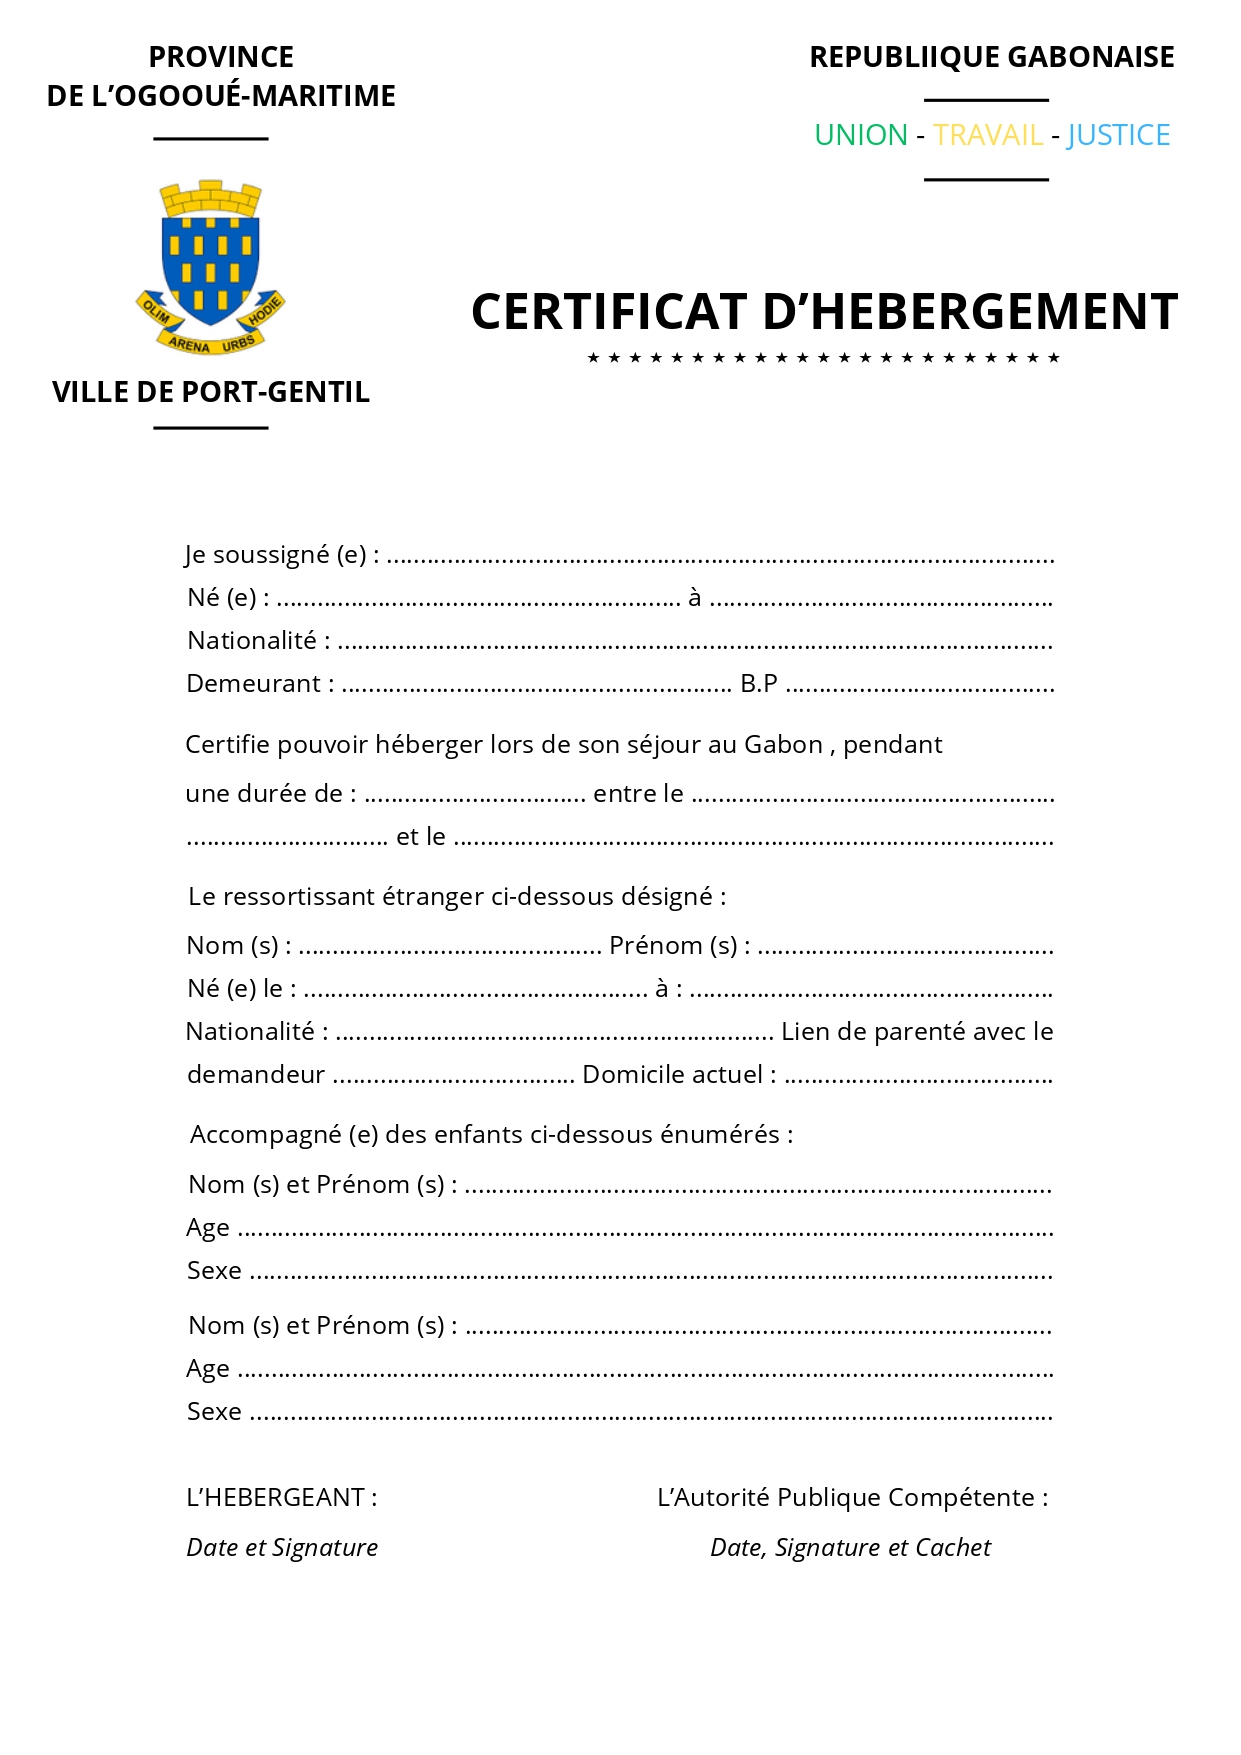 PROVINCE
DE L’OGOOUÉ-MARITIME
REPUBLIIQUE GABONAISE
UNION - TRAVAIL - JUSTICE
OLIM ARENA URBS HODIE
VILLE DE PORT-GENTIL
CERTIFICAT D’HEBERGEMENT
★ ★ ★ ★ ★ ★ ★ ★ ★ ★ ★ ★ ★ ★ ★ ★ ★ ★ ★ ★ ★ ★ ★
Je soussigné (e) : ....................................................................................................
Né (e) : ............................................................ à ...................................................
Nationalité : ..........................................................................................................
Demeurant : .......................................................... B.P ........................................
Certifie pouvoir héberger lors de son séjour au Gabon , pendant
une durée de : ................................. entre le ......................................................
.............................. et le .........................................................................................
Le ressortissant étranger ci-dessous désigné :
Nom (s) : ............................................. Prénom (s) : ............................................
Né (e) le : ................................................... à : ......................................................
Nationalité : ................................................................. Lien de parenté avec le
demandeur .................................... Domicile actuel : ........................................
Accompagné (e) des enfants ci-dessous énumérés :
Nom (s) et Prénom (s) : .......................................................................................
Age .........................................................................................................................
Sexe .......................................................................................................................
Nom (s) et Prénom (s) : .......................................................................................
Age .........................................................................................................................
Sexe .......................................................................................................................
L’HEBERGEANT :
L’Autorité Publique Compétente :
Date et Signature
Date, Signature et Cachet